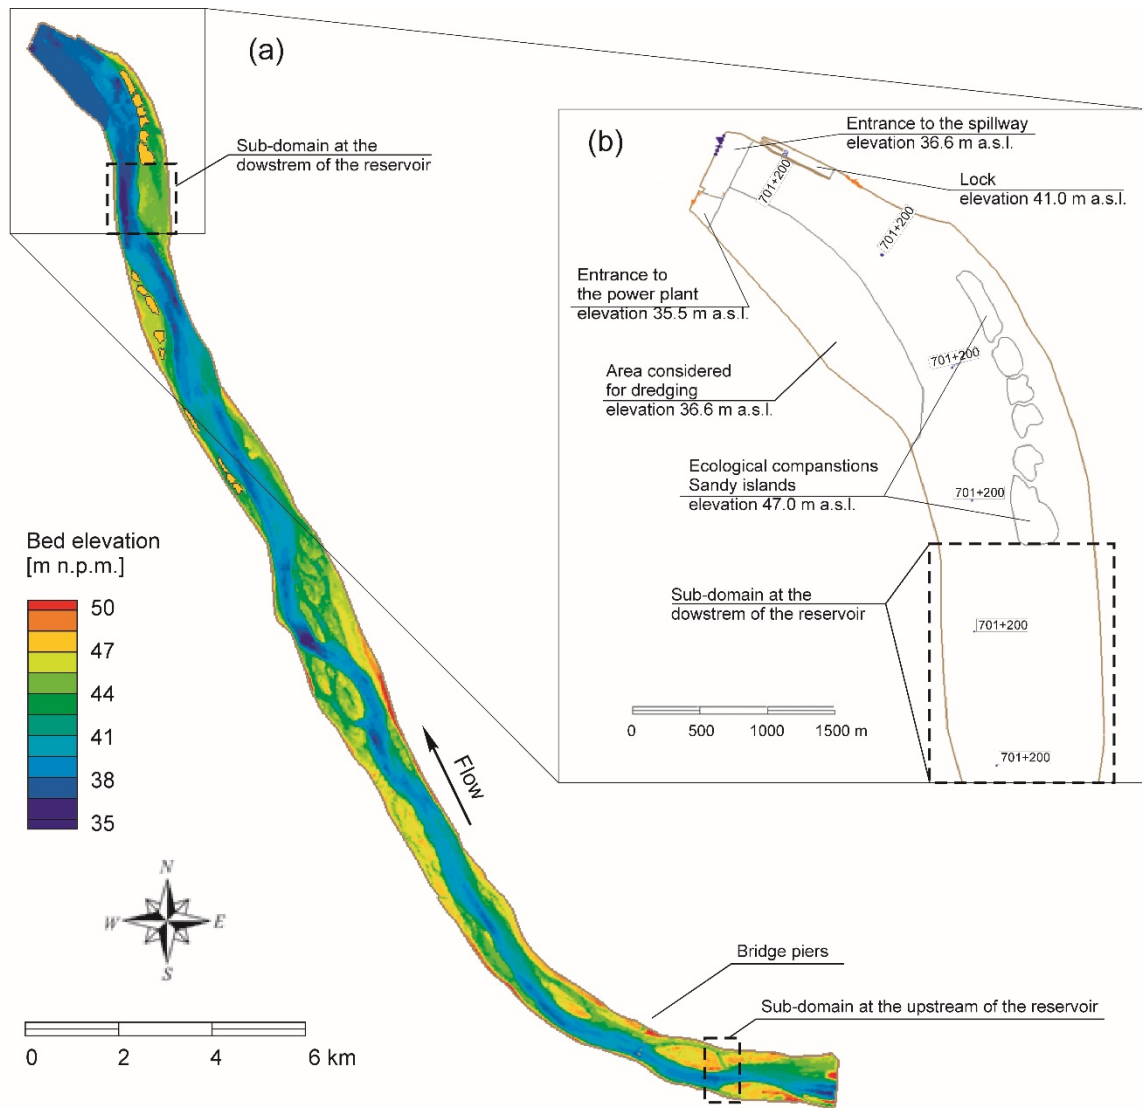 (a)
Sub-domain at the
dowstrem of the reservoir
(b)
Entrance to the spillway
elevation 36.6 m a.s.l.
Lock
elevation 41.0 m a.s.l.
701+200
701+200
Entrance to
the power plant
elevation 35.5 m a.s.l.
701+200
Area considered
for dredging
elevation 36.6 m a.s.l.
Ecological companstions
Sandy islands
elevation 47.0 m a.s.l.
701+200
Sub-domain at the
dowstrem of the reservoir
701+200
0 500 1000 1500 m
701+200
Bed elevation
[m n.p.m.]
50
47
44
41
38
35
Flow
N
W E
S
Bridge piers
Sub-domain at the upstream of the reservoir
0 2 4 6 km